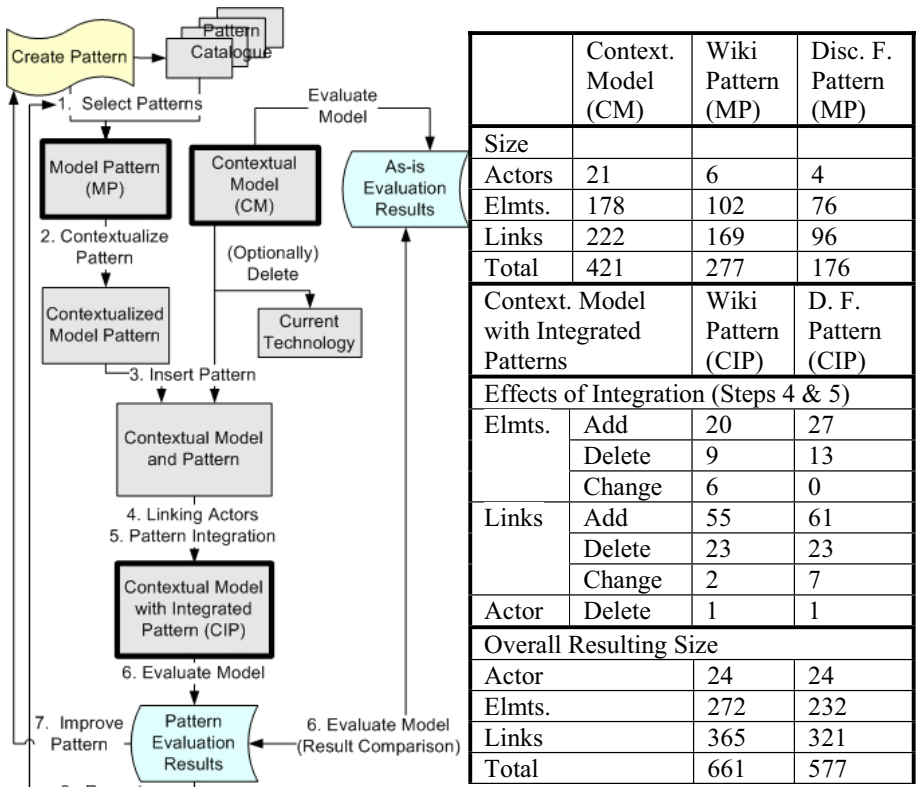 Pattern
Catalogue
Create Pattern
1. Select Patterns
Evaluate
Model
Model Pattern
(MP)
Contextual
Model
(CM)
As-is
Evaluation
Results
2. Contextualize
Pattern
(Optionally)
Delete
Contextualized
Model Pattern
Current
Technology
3. Insert Pattern
Contextual Model
and Pattern
4. Linking Actors
5. Pattern Integration
Contextual Model
with Integrated
Pattern (CIP)
6. Evaluate Model
7. Improve
Pattern
Pattern
Evaluation
Results
6. Evaluate Model
(Result Comparison)
Context. Model (CM) Wiki Pattern (MP) Disc. F. Pattern (MP)
Size
Actors 21 6 4
Elmts. 178 102 76
Links 222 169 96
Total 421 277 176
Context. Model with Integrated Patterns Wiki Pattern (CIP) D. F. Pattern (CIP)
Effects of Integration (Steps 4 & 5)
Elmts. Add 20 27
Delete 9 13
Change 6 0
Links Add 55 61
Delete 23 23
Change 2 7
Actor Delete 1 1
Overall Resulting Size
Actor 24 24
Elmts. 272 232
Links 365 321
Total 661 577